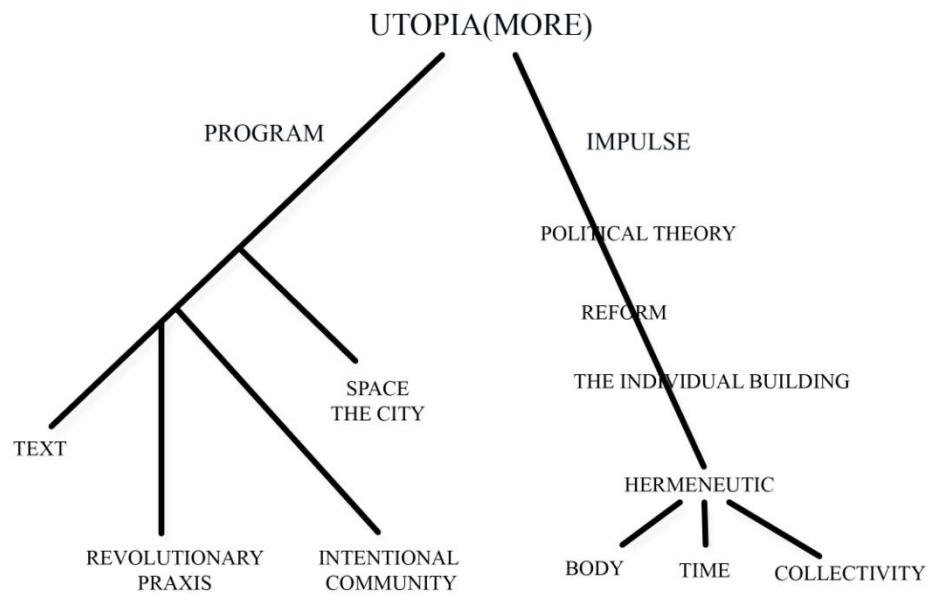 UTOPIA(MORE)
PROGRAM
IMPULSE
POLITICAL THEORY
REFORM
THE INDIVIDUAL BUILDING
SPACE
THE CITY
TEXT
HERMENEUTIC
REVOLUTIONARY
PRAXIS
INTENTIONAL
COMMUNITY
BODY
TIME
COLLECTIVITY